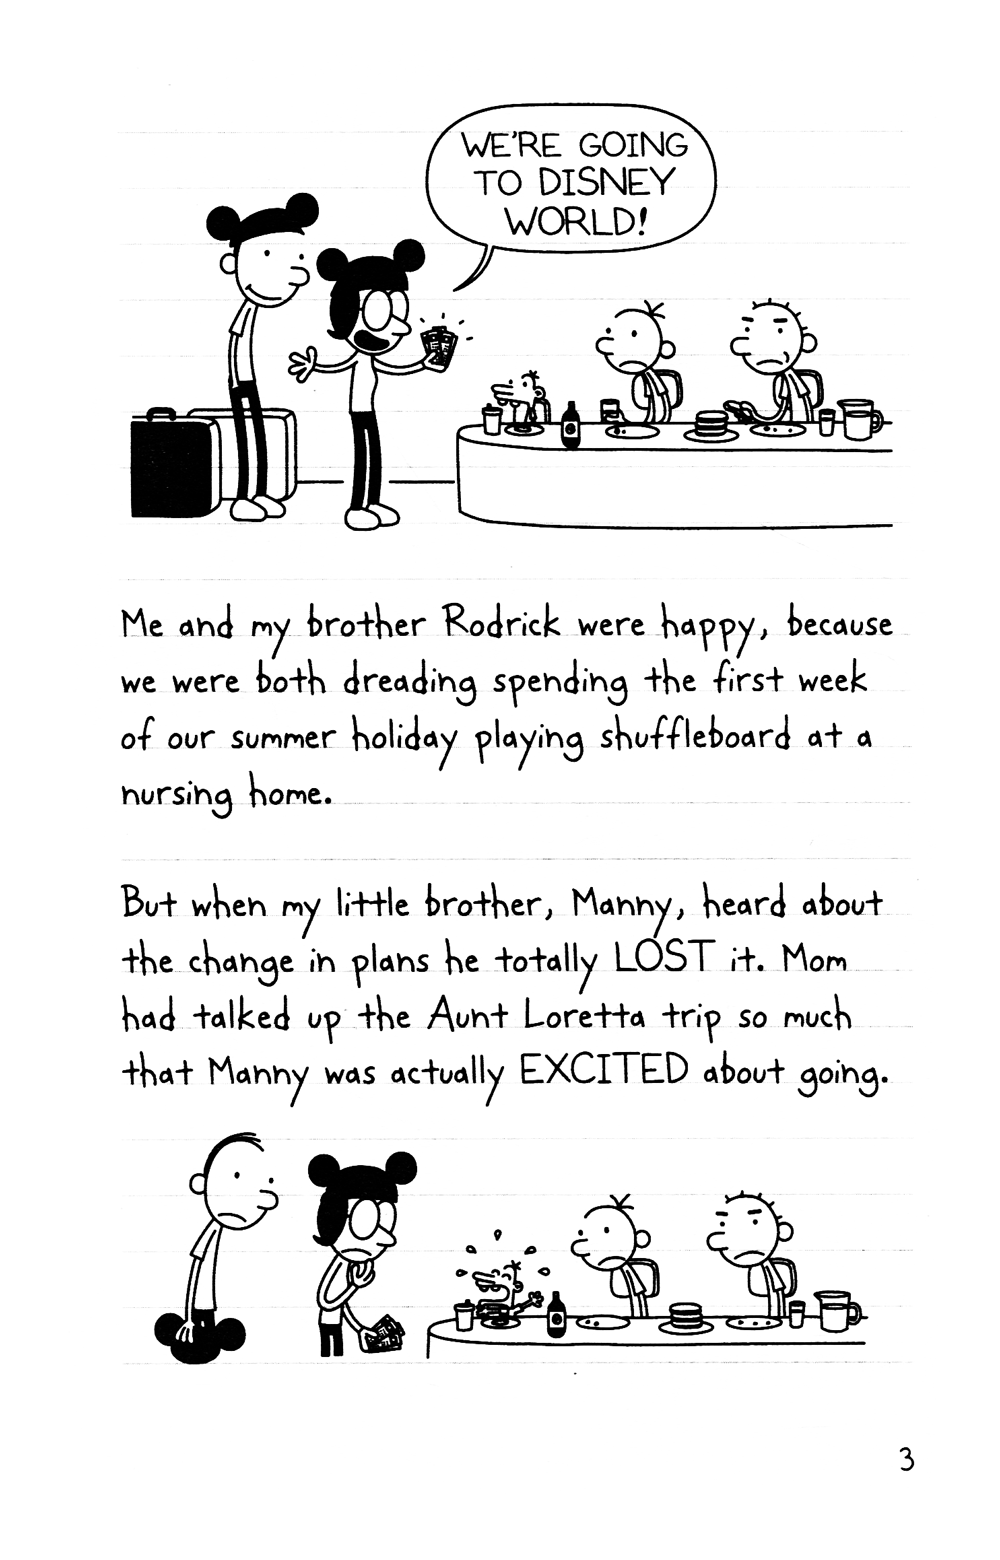 WE'RE GOING
TO DISNEY
WORLD!
Me and my brother Rodrick were happy, because
we were both dreading spending the first week
of our summer holiday playing shuffleboard at a
nursing home.
But when my little brother, Manny, heard about
the change in plans he totally LOST it. Mom
had talked up the Aunt Loretta trip so much
that Manny was actually EXCITED about going.
3